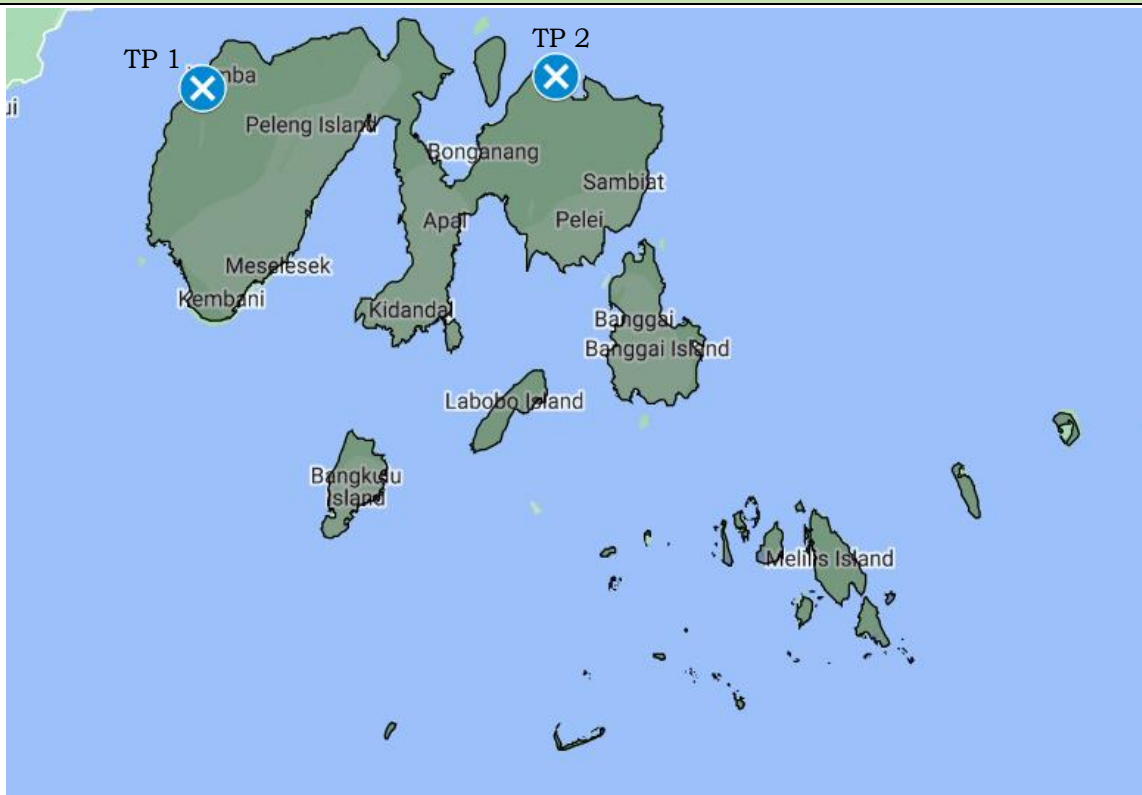 TP 1
TP 2
Peleng Island
Bonganang
Sambiat
Apal
Pelei
Meselesek
Kembani
Kidandal
Banggai
Banggai Island
Labobo Island
Bangkulu
Island
Melilis Island